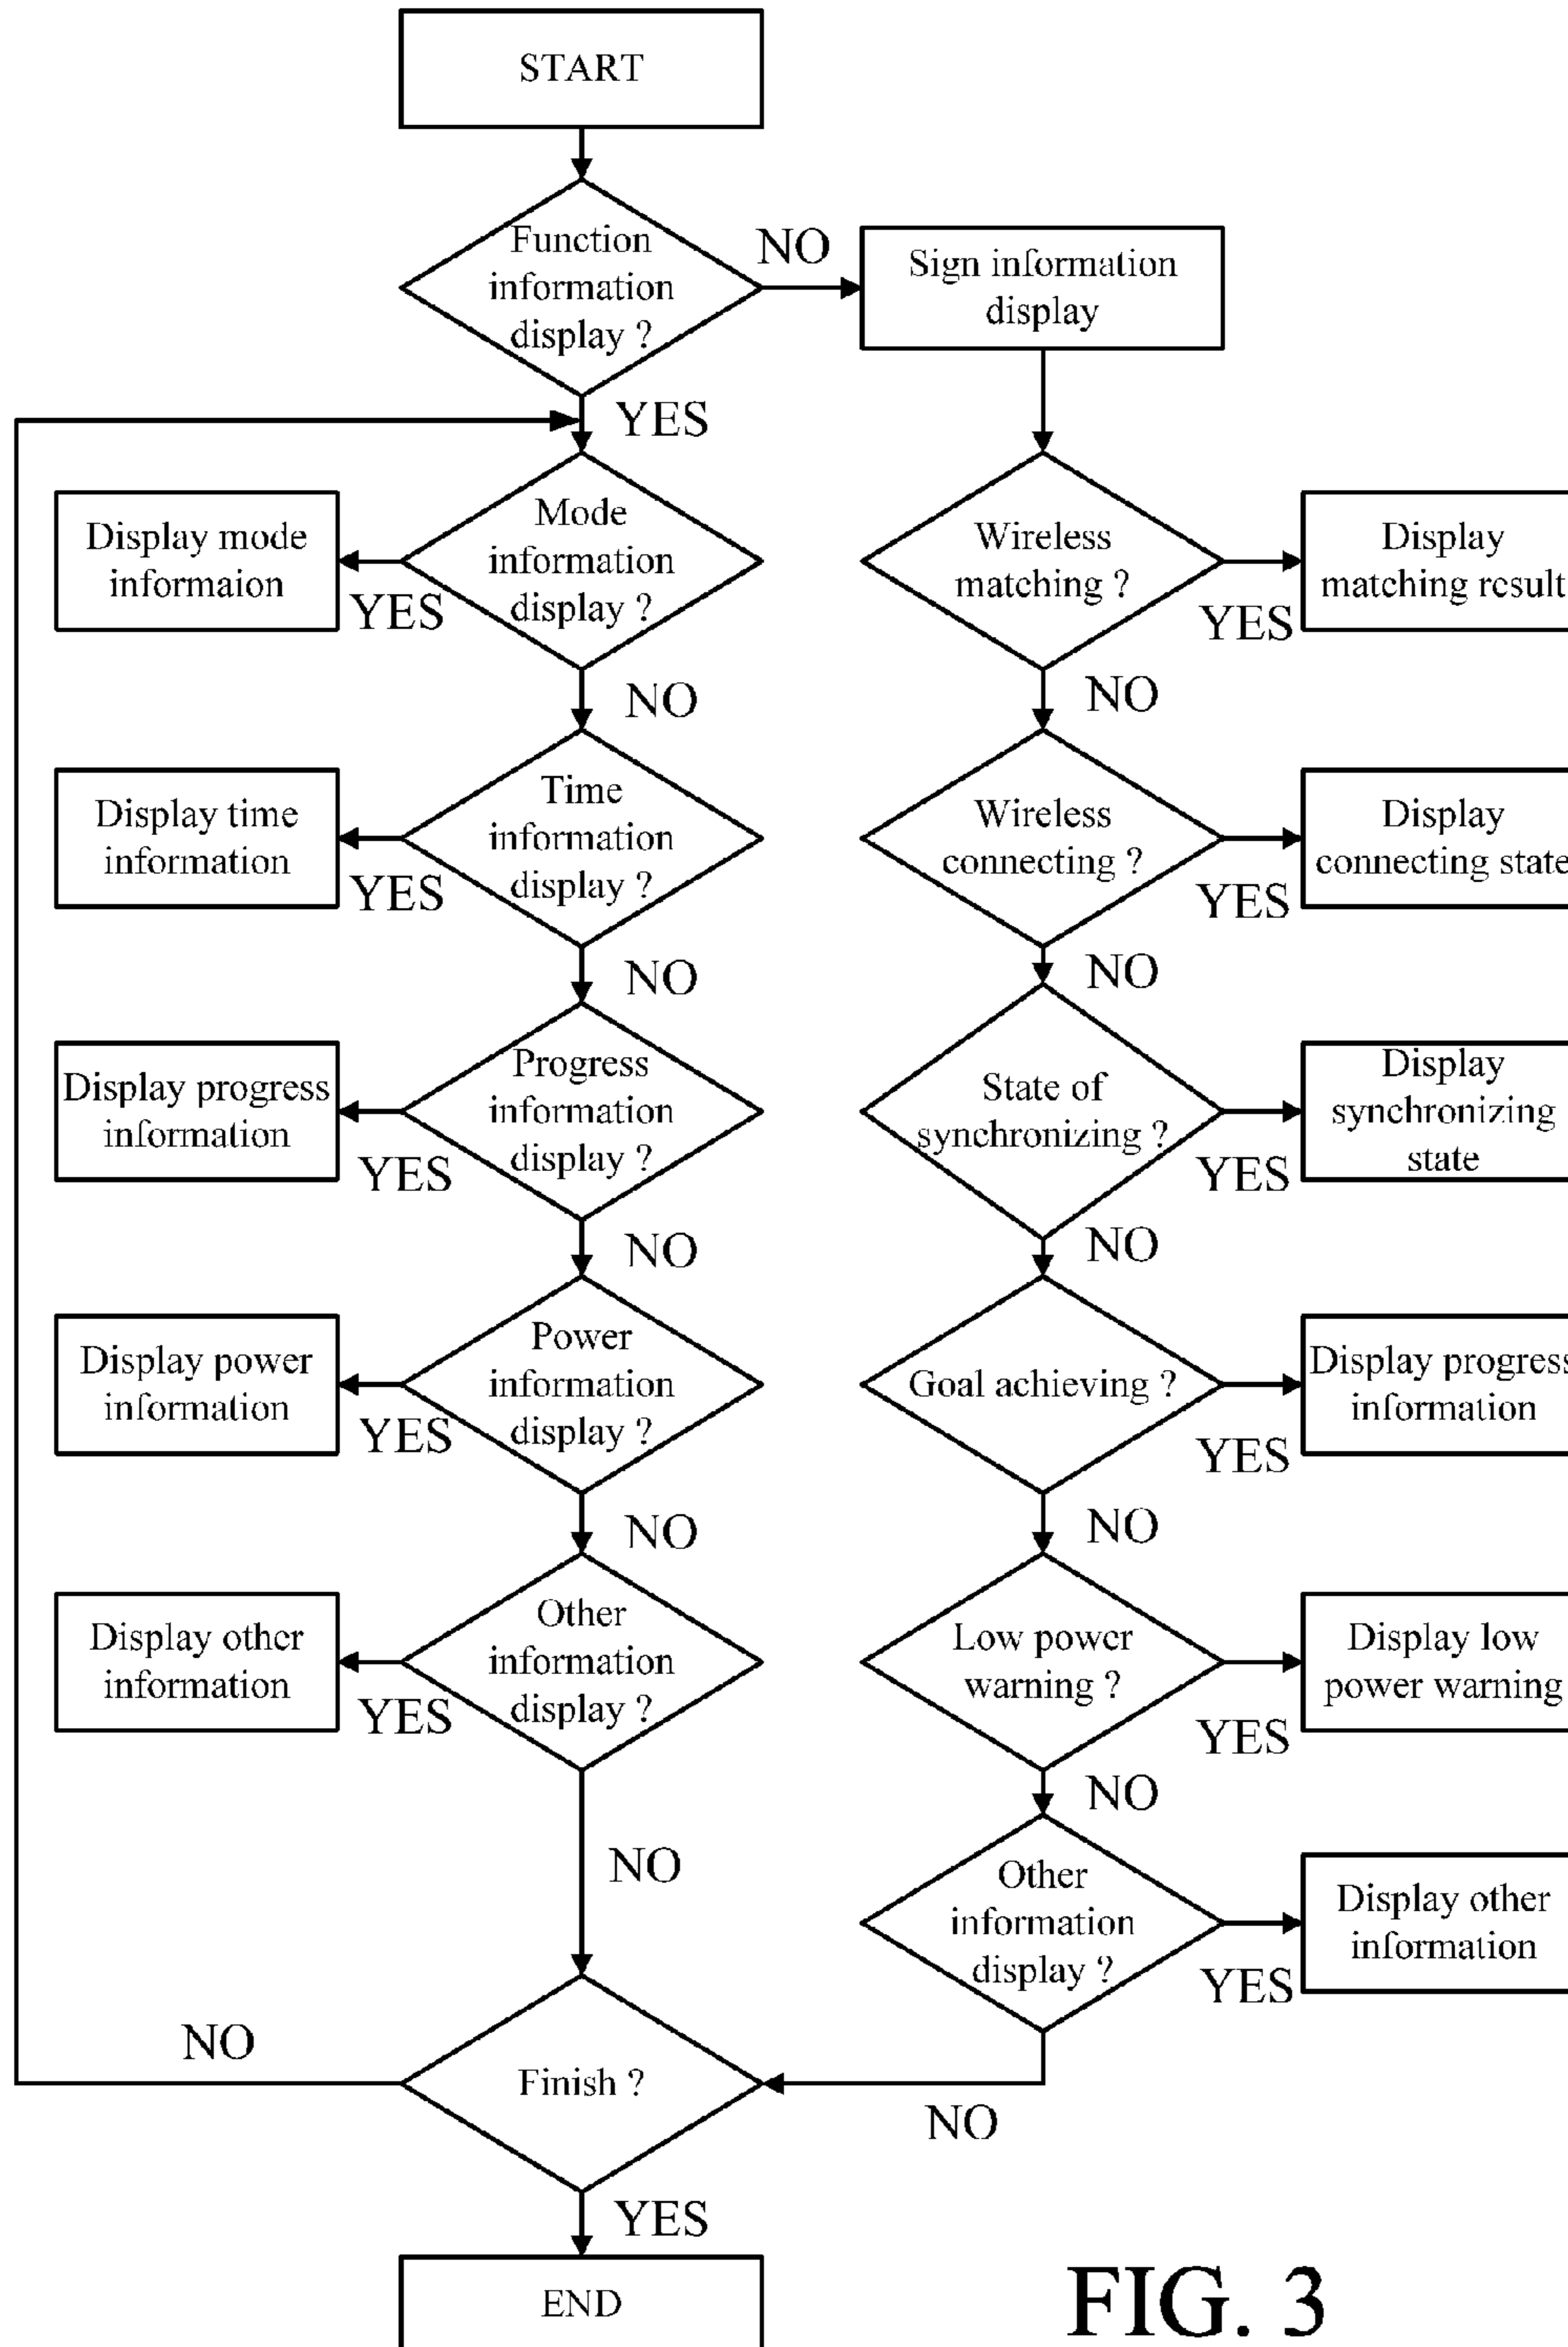 START
Function
information
display ?
NO
Sign information
display
YES
Mode
information
display ?
Display mode
informaion
YES
Wireless
matching ?
Display
matching result
YES
NO
NO
Time
information
display ?
Display time
information
YES
Wireless
connecting ?
Display
connecting state
YES
NO
NO
Progress
information
display ?
Display progress
information
YES
State of
synchronizing ?
Display
synchronizing
state
YES
NO
NO
Power
information
display ?
Display power
information
YES
Goal achieving ?
Display progress
information
YES
NO
NO
Other
information
display ?
Display other
information
YES
Low power
warning ?
Display low
power warning
YES
NO
NO
Other
information
display ?
Display other
information
YES
NO
Finish ?
NO
YES
END
FIG. 3